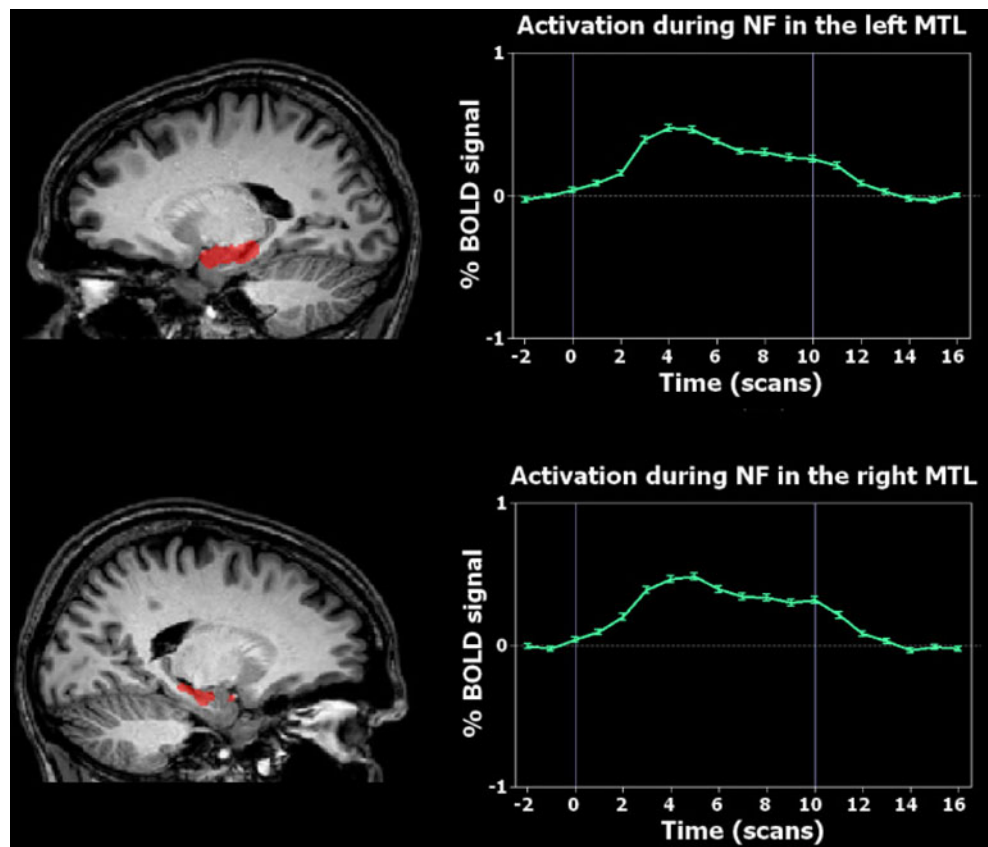 Activation during NF in the left MTL
% BOLD signal
1
0
-1
-2 0 2 4 6 8 10 12 14 16
Time (scans)
Activation during NF in the right MTL
% BOLD signal
1
0
-1
-2 0 2 4 6 8 10 12 14 16
Time (scans)